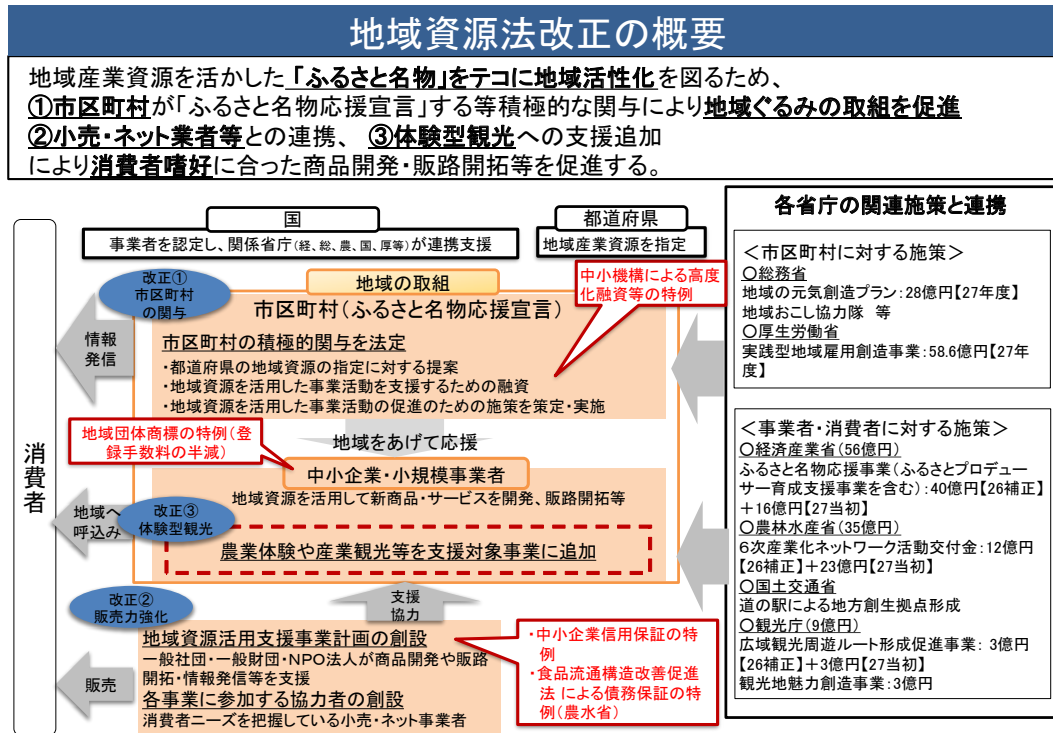 地域資源法改正の概要
地域産業資源を活かした「ふるさと名物」をテコに地域活性化を図るため、
①市区町村が「ふるさと名物応援宣言」する等積極的な関与により地域ぐるみの取組を促進
②小売・ネット業者等との連携、 ③体験型観光への支援追加
により消費者嗜好に合った商品開発・販路開拓等を促進する。
国
事業者を認定し、関係省庁(経、総、農、国、厚等)が連携支援
都道府県
地域産業資源を指定
消費者
改正①
市区町村
の関与
情報
発信
地域の取組
市区町村(ふるさと名物応援宣言)
市区町村の積極的関与を法定
・都道府県の地域資源の指定に対する提案
・地域資源を活用した事業活動を支援するための融資
・地域資源を活用した事業活動の促進のための施策を策定・実施
中小機構による高度
化融資等の特例
地域をあげて応援
地域団体商標の特例(登
録手数料の半減)
中小企業・小規模事業者
地域資源を活用して新商品・サービスを開発、販路開拓等
地域へ
呼込み
改正③
体験型観光
農業体験や産業観光等を支援対象事業に追加
支援
協力
改正②
販売力強化
販売
地域資源活用支援事業計画の創設
一般社団・一般財団・NPO法人が商品開発や販路
開拓・情報発信等を支援
各事業に参加する協力者の創設
消費者ニーズを把握している小売・ネット事業者
・中小企業信用保証の特
例
・食品流通構造改善促進
法 による債務保証の特
例(農水省)
各省庁の関連施策と連携
<市区町村に対する施策>
○総務省
地域の元気創造プラン:28億円【27年度】
地域おこし協力隊 等
○厚生労働省
実践型地域雇用創造事業:58.6億円【27年
度】
<事業者・消費者に対する施策>
○経済産業省(56億円)
ふるさと名物応援事業(ふるさとプロデュー
サー育成支援事業を含む):40億円【26補正】
+16億円【27当初】
○農林水産省(35億円)
6次産業化ネットワーク活動交付金:12億円
【26補正】+23億円【27当初】
○国土交通省
道の駅による地方創生拠点形成
○観光庁(9億円)
広域観光周遊ルート形成促進事業: 3億円
【26補正】+3億円【27当初】
観光地魅力創造事業:3億円